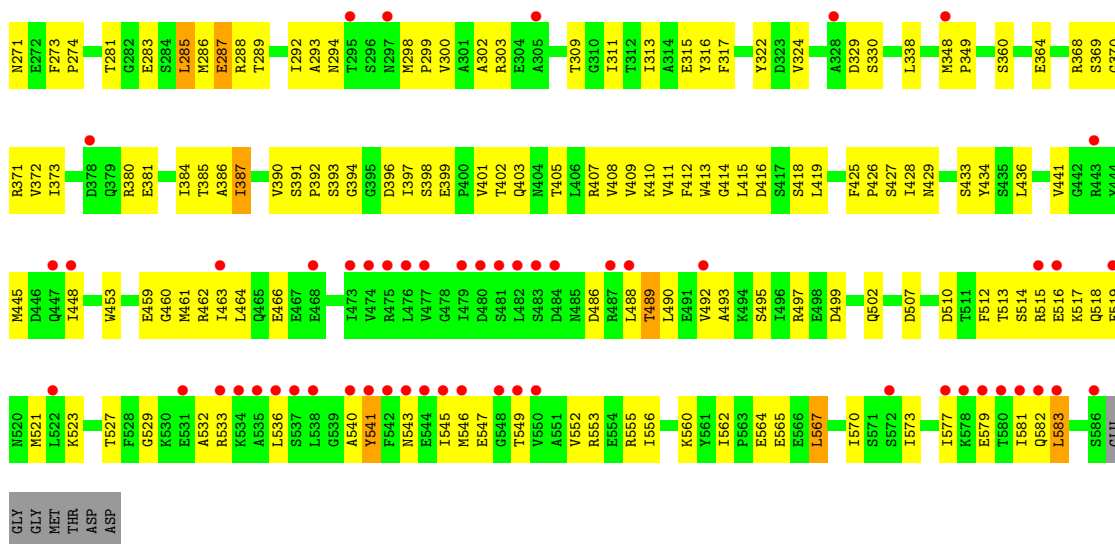 N271 E272 F273 P274 T281 G282 E283 S284 L285 M286 E287 R288 T289 I292 A293 N294 T295 S296 N297 M298 P299 V300 A301 A302 R303 E304 A305 T309 G310 I311 T312 I313 A314 E315 Y316 F317 Y322 D323 V324 A328 D329 S330 L338 M348 P349 S360 E364 R368 S369 G370
R371 V372 I373 D378 Q379 R380 E381 I384 T385 A386 I387 V390 S391 P392 S393 G394 G395 D396 I397 S398 E399 P400 V401 T402 Q403 N404 T405 L406 R407 V408 V409 K410 V411 F412 W413 G414 L415 D416 S417 S418 L419 F425 P426 S427 I428 N429 S433 Y434 S435 L436 V441 G442 R443 Y444
M445 D446 Q447 I448 W453 E459 G460 M461 R462 I463 L464 Q465 E466 E467 E468 I473 V474 R475 L476 V477 G478 I479 D480 S481 L482 S483 D484 N485 D486 R487 L488 T489 L490 E491 V492 A493 K494 S495 I496 R497 E498 D499 Q502 D507 D510 T511 F512 T513 S514 R515 E516 K517 Q518
N520 M521 L522 K523 T527 F528 G529 K530 E531 A532 R533 K534 A535 L536 S537 L538 G539 A540 Y541 F542 N543 E544 I545 M546 E547 G548 T549 V550 A551 V552 R553 E554 R555 I556 K560 Y561 I562 P563 E564 E565 E566 L567 I570 S571 S572 I573 I577 K578 E579 T580 I581 Q582 L583 S586 GLU
GLY GLY MET THR ASP ASP